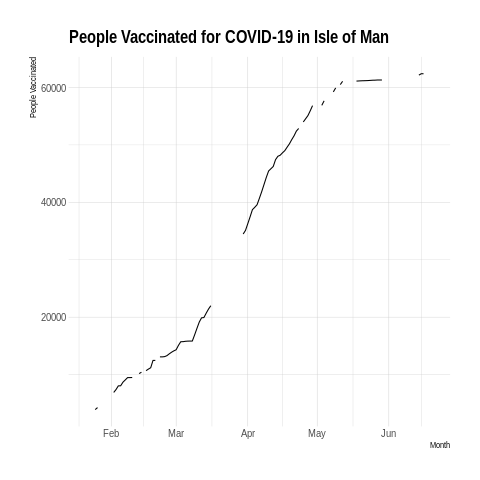 People Vaccinated for COVID-19 in Isle of Man
People Vaccinated
60000
40000
20000
Feb Mar Apr May Jun
Month